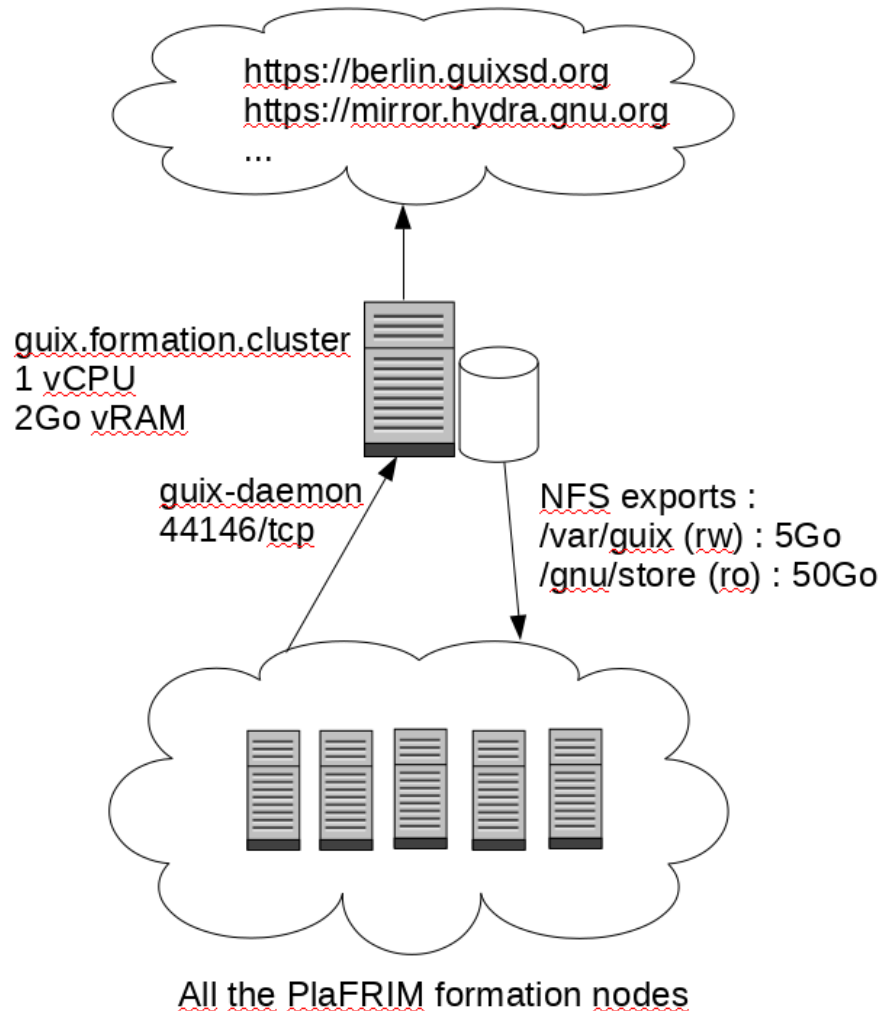 https://berlin.guixsd.org
https://mirror.hydra.gnu.org
...
guix.formation.cluster
1 vCPU
2Go vRAM
guix-daemon
44146/tcp
NFS exports :
/var/guix (rw) : 5Go
/gnu/store (ro) : 50Go
All the PlaFRIM formation nodes